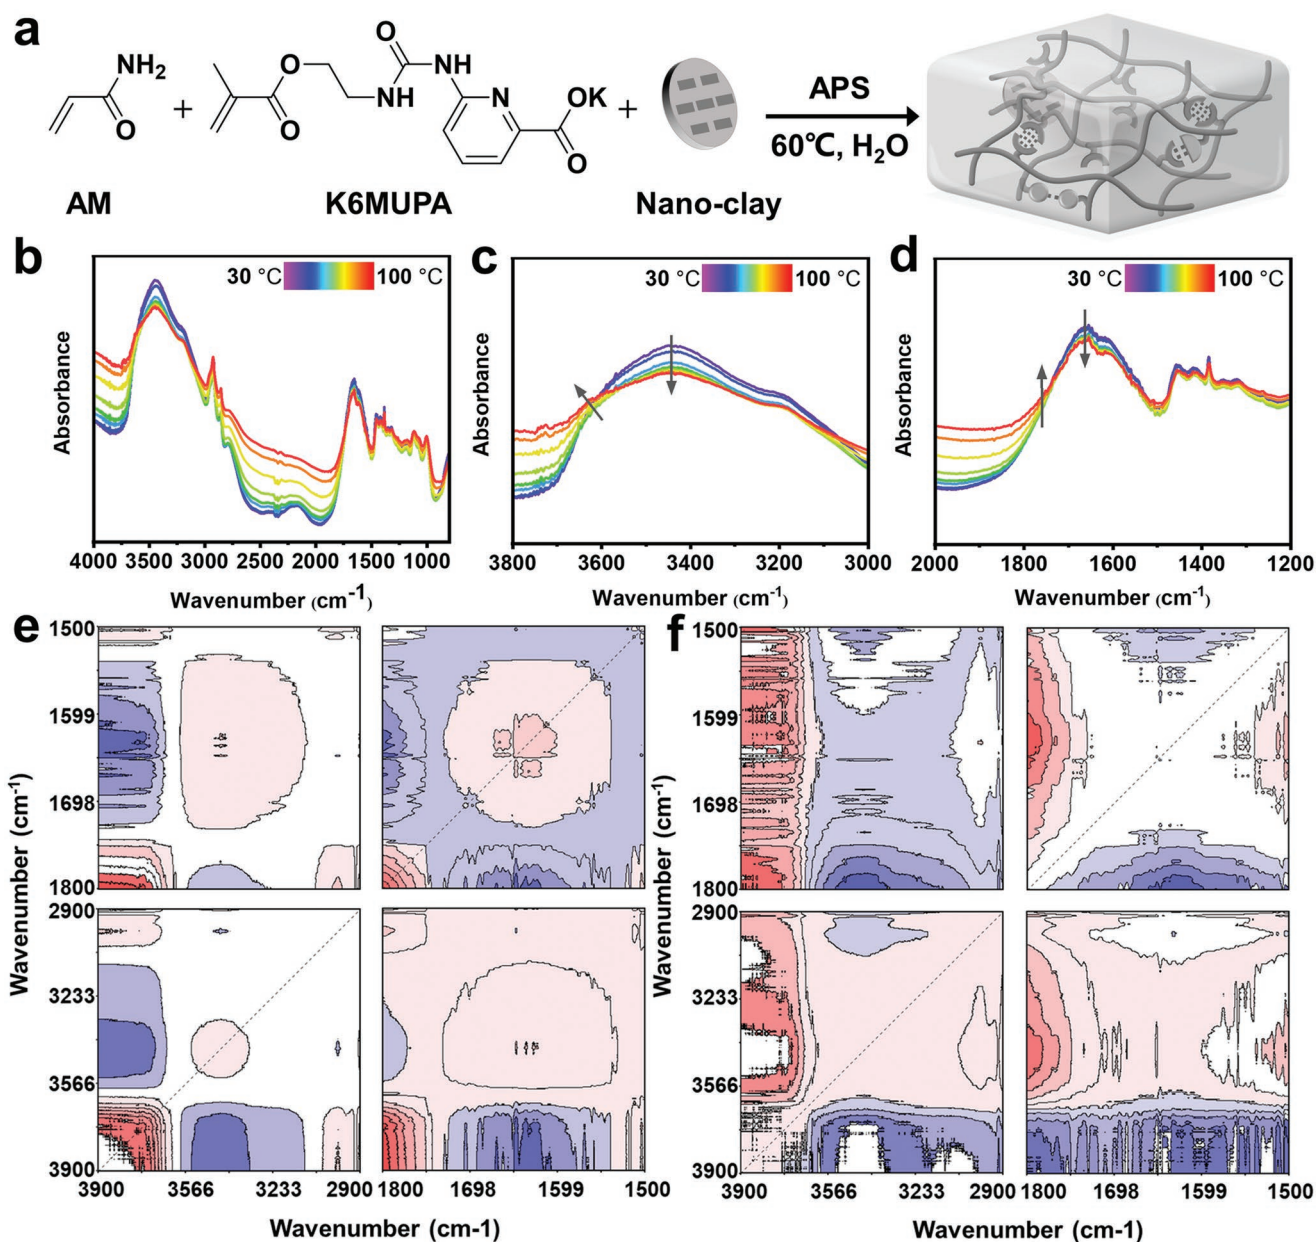 a
NH₂
O
AM
+
O
O
O
NH
NH
N
OK
O
K6MUPA
+
Nano-clay
APS
60℃, H₂O
b
30 °C 100 °C
Absorbance
4000 3500 3000 2500 2000 1500 1000
Wavenumber (cm⁻¹)
c
30 °C 100 °C
Absorbance
3800 3600 3400 3200 3000
Wavenumber (cm⁻¹)
d
30 °C 100 °C
Absorbance
2000 1800 1600 1400 1200
Wavenumber (cm⁻¹)
e
Wavenumber (cm⁻¹)
1500
1599
1698
1800
2900
3233
3566
3900
3900 3566 3233 2900 1800 1698 1599 1500
Wavenumber (cm-1)
f
Wavenumber (cm⁻¹)
1500
1599
1698
1800
2900
3233
3566
3900
3900 3566 3233 2900 1800 1698 1599 1500
Wavenumber (cm-1)